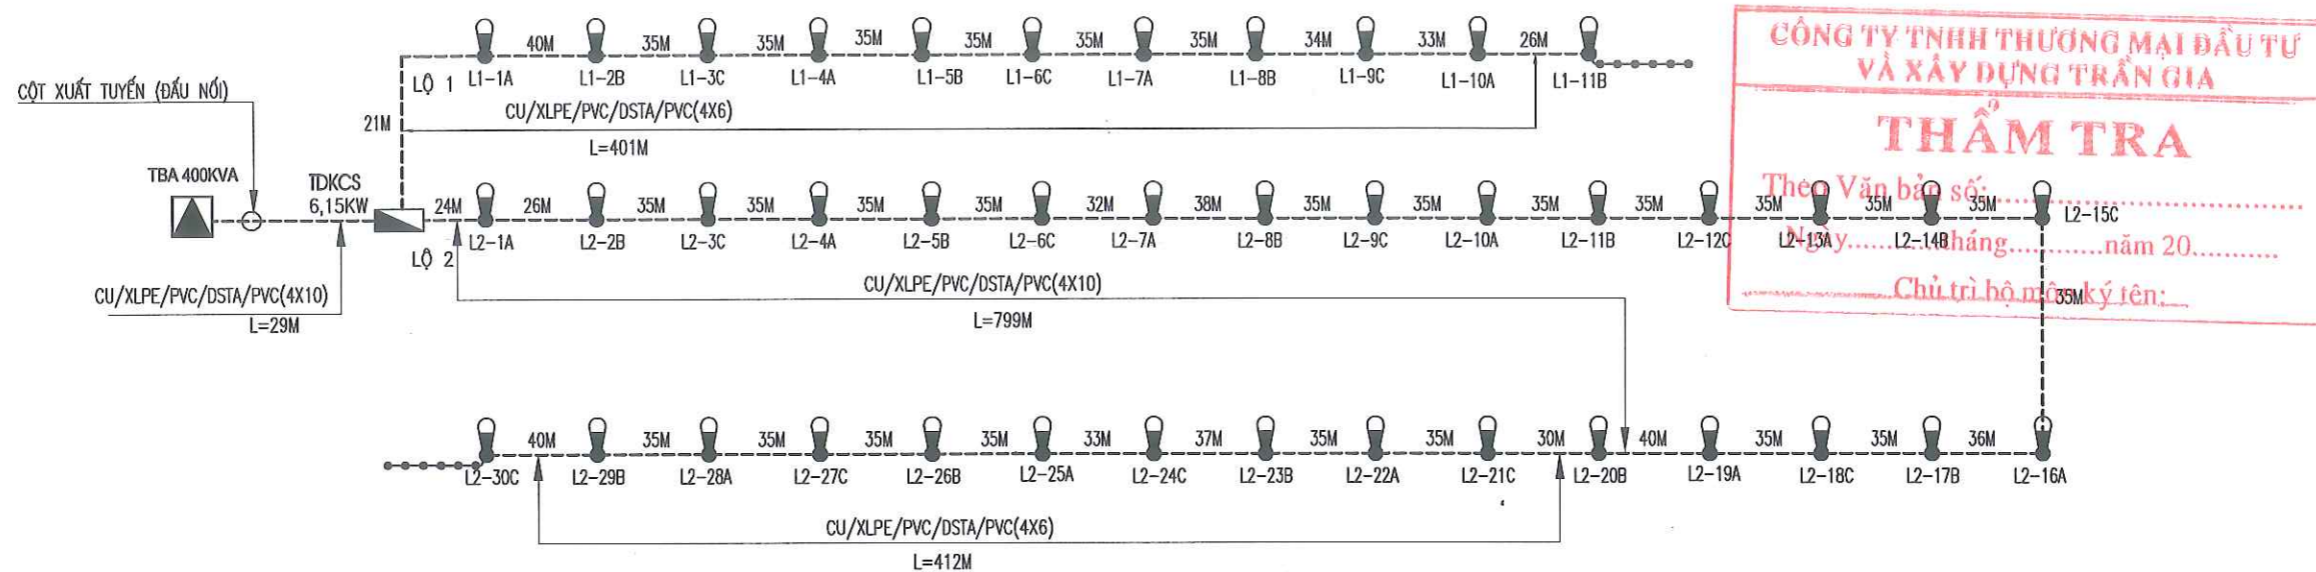 40M 35M 35M 35M 35M 35M 35M 34M 33M 26M
LỘ 1 L1-1A L1-2B L1-3C L1-4A L1-5B L1-6C L1-7A L1-8B L1-9C L1-10A L1-11B
CỘT XUẤT TUYẾN (ĐẤU NỐI)
21M
CU/XLPE/PVC/DSTA/PVC(4X6)
L=401M
TBA 400KVA
TDKCS
6,15KW
24M 26M 35M 35M 35M 35M 32M 38M 35M 35M 35M 35M 35M 35M 35M
LỘ 2 L2-1A L2-2B L2-3C L2-4A L2-5B L2-6C L2-7A L2-8B L2-9C L2-10A L2-11B L2-12C L2-13A L2-14B L2-15C
CU/XLPE/PVC/DSTA/PVC(4X10)
L=29M
CU/XLPE/PVC/DSTA/PVC(4X10)
L=799M
35M
40M 35M 35M 35M 35M 33M 37M 35M 35M 30M 40M 35M 35M 36M
L2-30C L2-29B L2-28A L2-27C L2-26B L2-25A L2-24C L2-23B L2-22A L2-21C L2-20B L2-19A L2-18C L2-17B L2-16A
CU/XLPE/PVC/DSTA/PVC(4X6)
L=412M
CÔNG TY TNHH THƯƠNG MẠI ĐẦU TƯ
VÀ XÂY DỰNG TRẦN GIA
THẨM TRA
Theo Văn bản số:..............................
Ngày............tháng............năm 20...........
Chủ trì bộ môn ký tên: